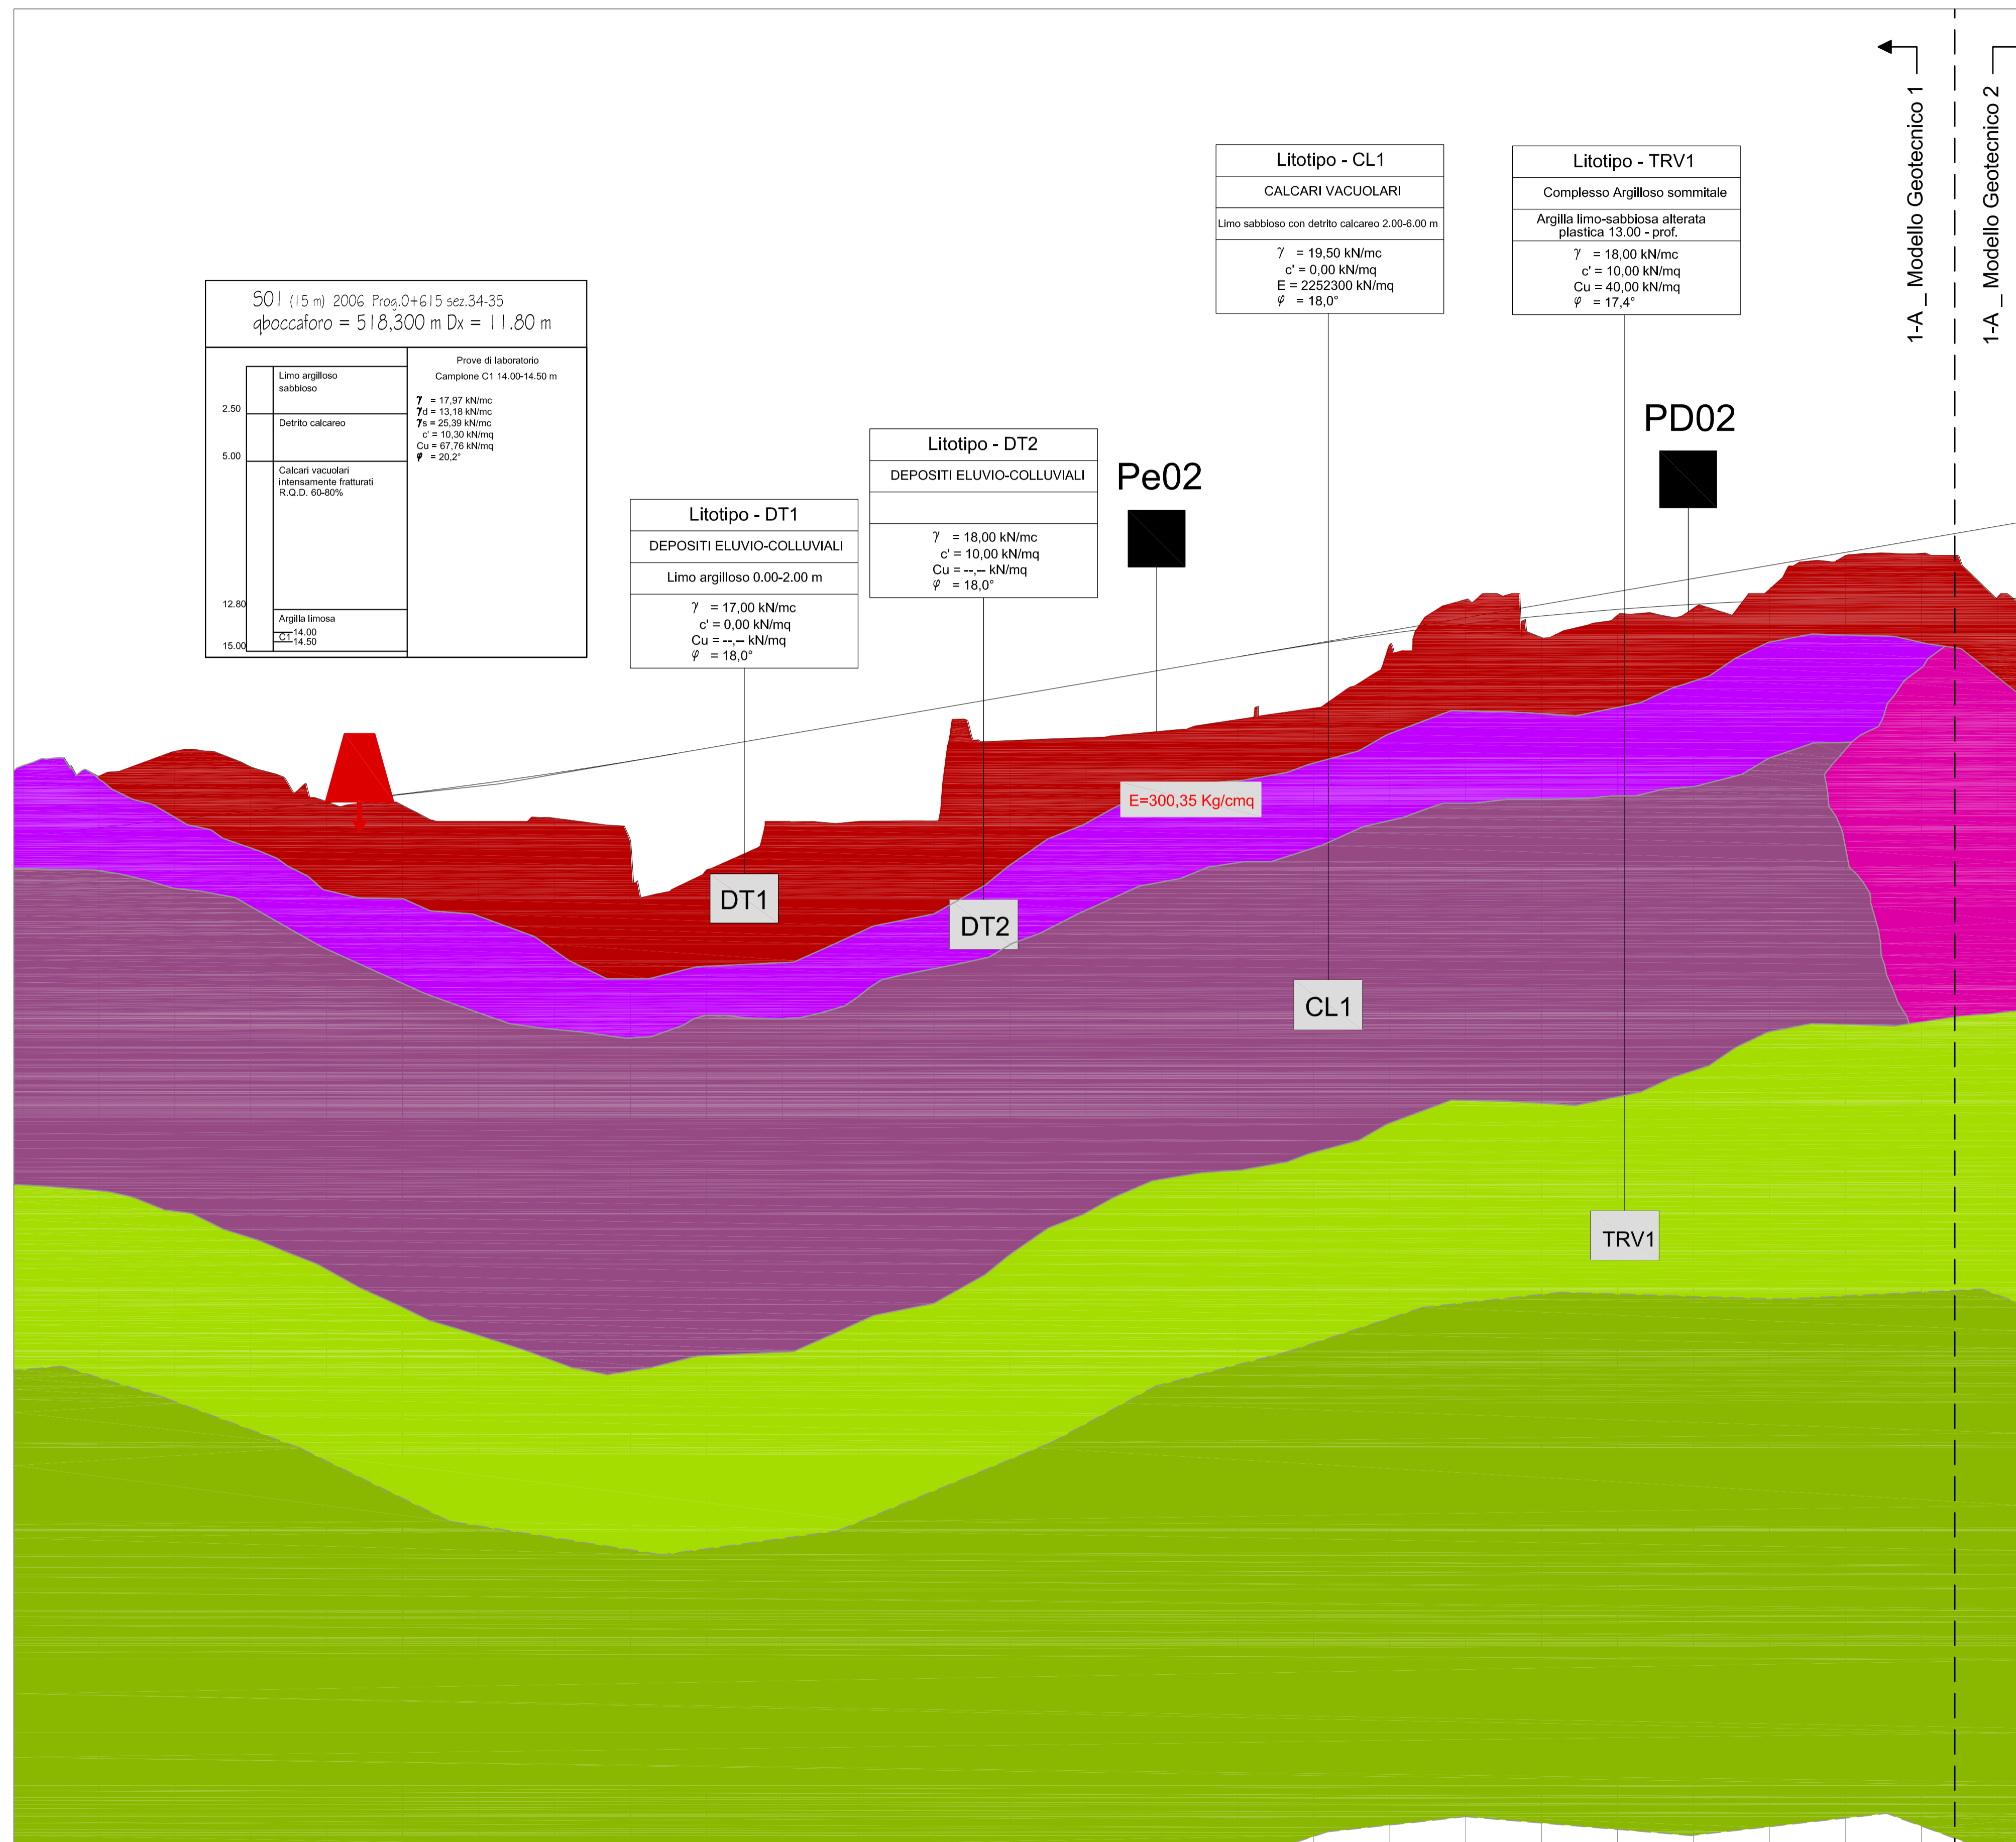 1-A _ Modello Geotecnico 1
1-A _ Modello Geotecnico 2
Litotipo - CL1
CALCARI VACUOLARI
Limo sabbioso con detrito calcareo 2.00-6.00 m
γ = 19,50 kN/mc
c' = 0,00 kN/mq
E = 2252300 kN/mq
φ = 18,0°
Litotipo - TRV1
Complesso Argilloso sommitale
Argilla limo-sabbiosa alterata
plastica 13.00 - prof.
γ = 18,00 kN/mc
c' = 10,00 kN/mq
Cu = 40,00 kN/mq
φ = 17,4°
S01 (15 m) 2006 Prog.0+615 sez.34-35
qboccaforo = 518,300 m Dx = 11.80 m
Limo argilloso
sabbioso
2.50
Detrito calcareo
5.00
Calcari vacuolari
intensamente fratturati
R.Q.D. 60-80%
12.80
Argilla limosa
14.00
C1
14.50
15.00
Prove di laboratorio
Campione C1 14.00-14.50 m
γ = 17,97 kN/mc
γd = 13,18 kN/mc
γs = 25,39 kN/mc
c' = 10,30 kN/mq
Cu = 67,76 kN/mq
φ = 20,2°
PD02
Pe02
Litotipo - DT2
DEPOSITI ELUVIO-COLLUVIALI
γ = 18,00 kN/mc
c' = 10,00 kN/mq
Cu = --,-- kN/mq
φ = 18,0°
Litotipo - DT1
DEPOSITI ELUVIO-COLLUVIALI
Limo argilloso 0.00-2.00 m
γ = 17,00 kN/mc
c' = 0,00 kN/mq
Cu = --,-- kN/mq
φ = 18,0°
E=300,35 Kg/cmq
DT1
DT2
CL1
TRV1